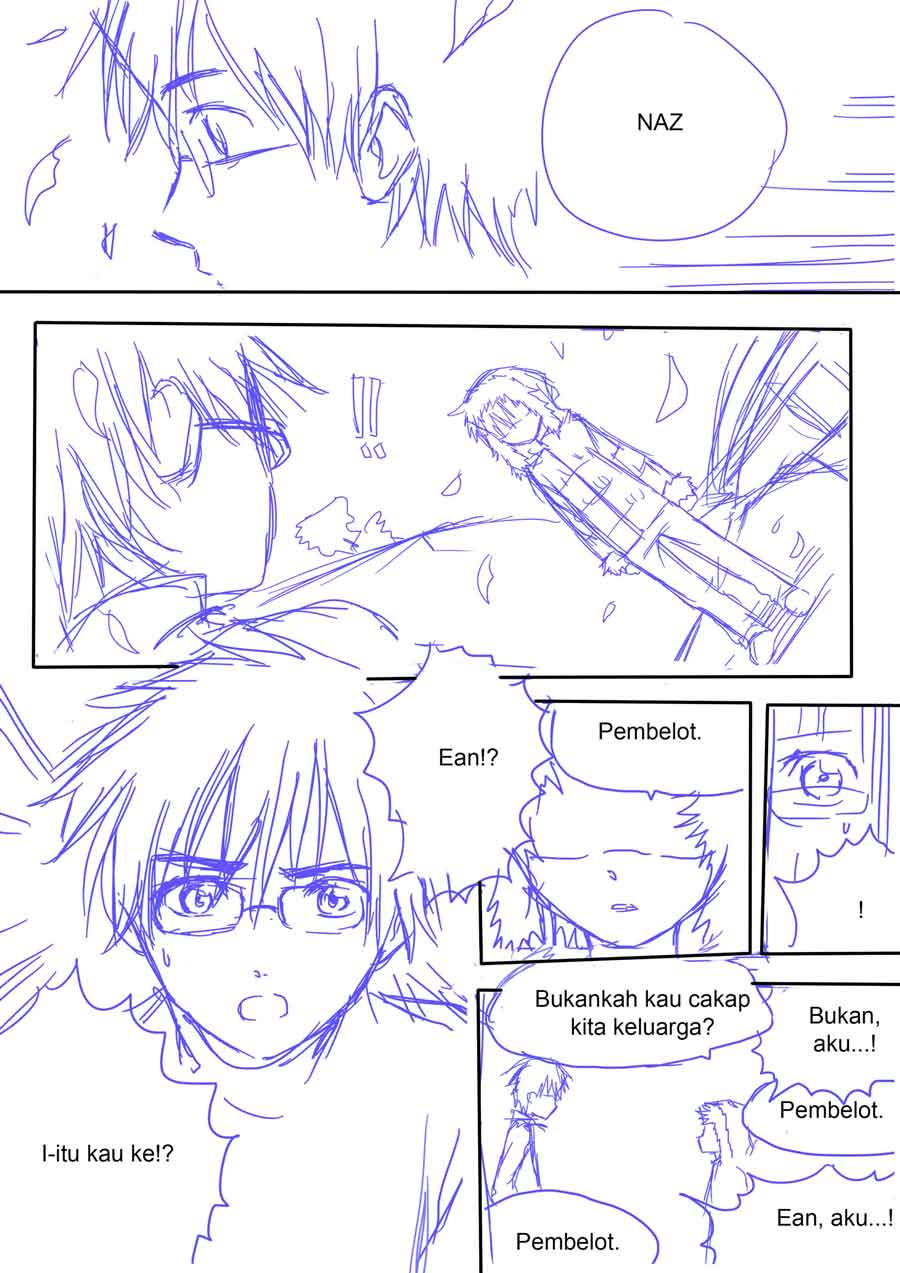 NAZ
!!
Ean!?
I-itu kau ke!?
Pembelot.
!
Bukankah kau cakap
kita keluarga?
Bukan,
aku...!
Pembelot.
Ean, aku...!
Pembelot.